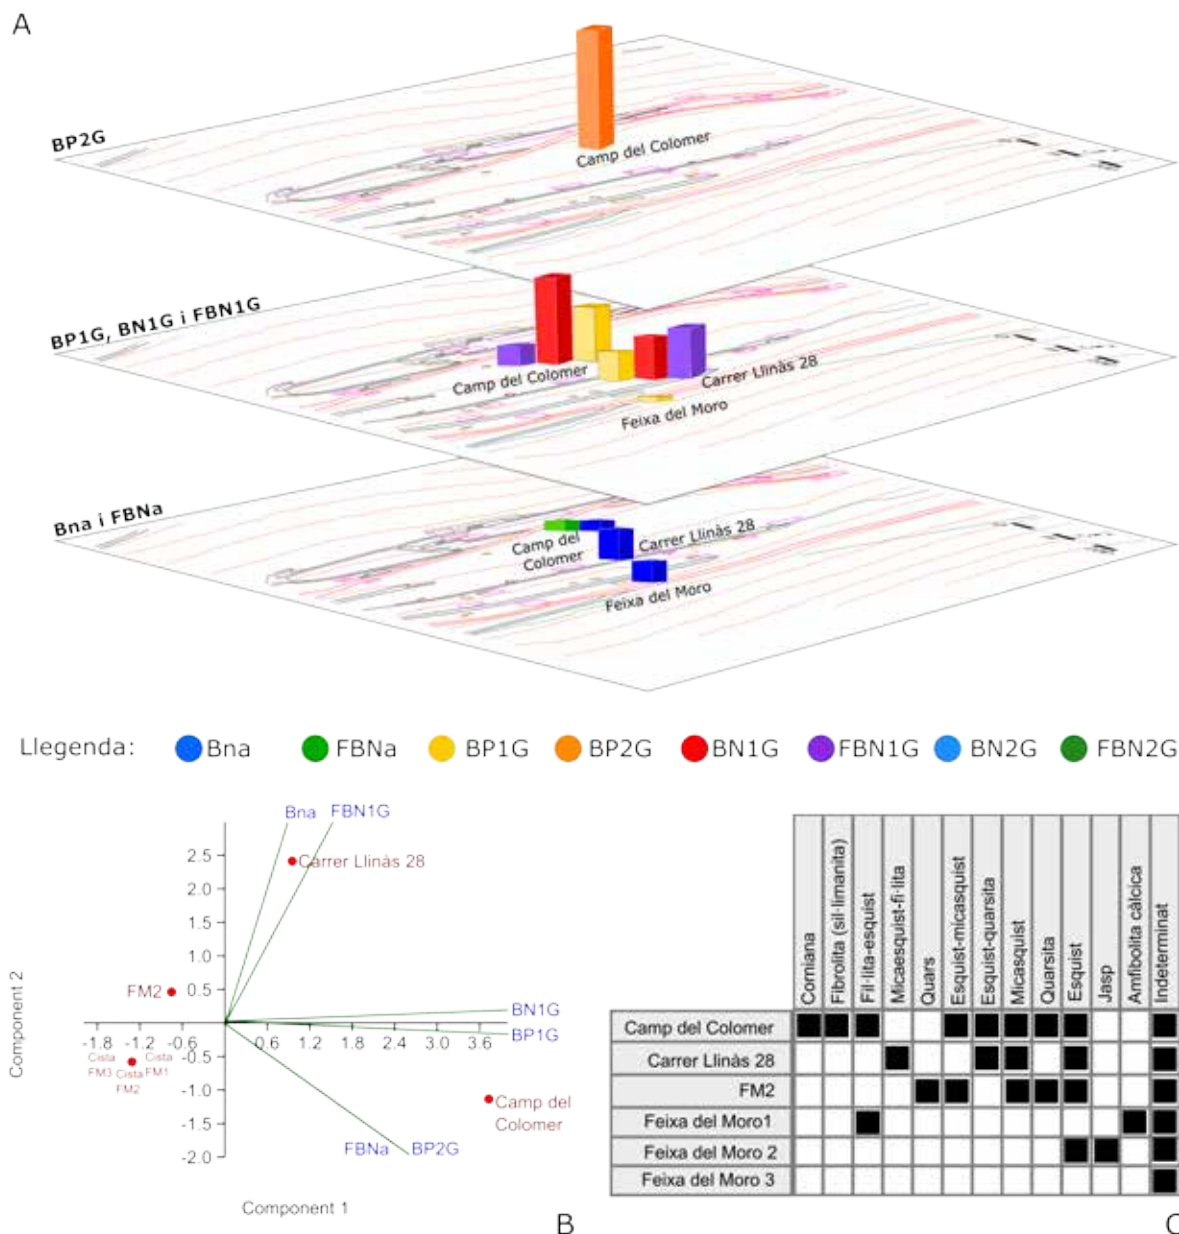 A
BP2G
Camp del Colomer
BP1G, BN1G i FBN1G
Camp del Colomer
Carrer Llinàs 28
Feixa del Moro
Bna i FBNa
Camp del
Colomer
Carrer Llinàs 28
Feixa del Moro
Llegenda: Bna FBNa BP1G BP2G BN1G FBN1G BN2G FBN2G
Bna FBN1G
2.5
2.0
1.5
1.0
0.5
-0.5
-1.0
-1.5
-2.0
Carrer Llinàs 28
FM2
BN1G
BP1G
-1.8 -1.2 -0.6 0.6 1.2 1.8 2.4 3.0 3.6
Cista
FM3
Cista
FM2
Cista
FM1
Camp del
Colomer
FBNa BP2G
Component 2
Component 1
B
Corniana
Fibrolita (sil·limanita)
Fil·lita-esquist
Micaesquist-fi·lita
Quars
Esquist-micasquist
Esquist-quarsita
Micasquist
Quarsita
Esquist
Jasp
Amfibolita càlcica
Indeterminat
Camp del Colomer
Carrer Llinàs 28
FM2
Feixa del Moro1
Feixa del Moro 2
Feixa del Moro 3
C